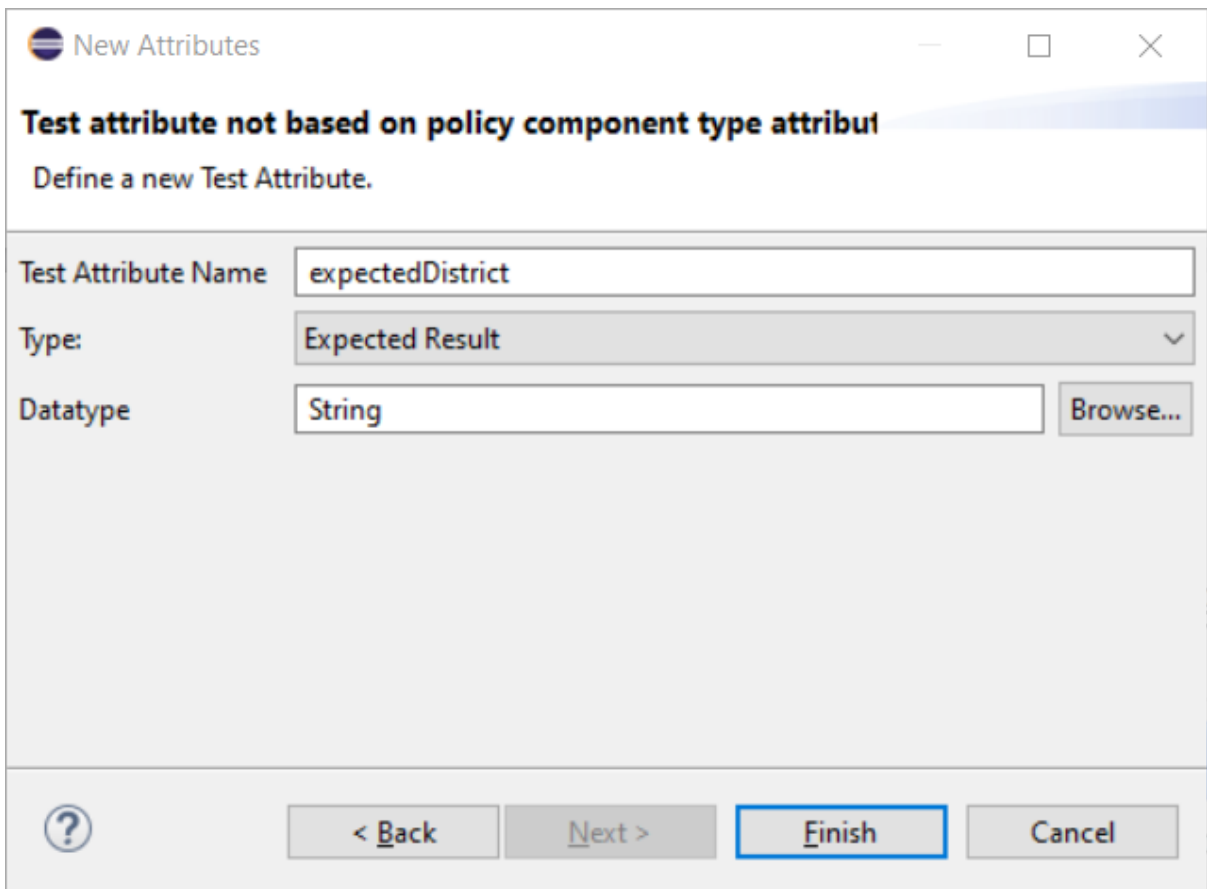 New Attributes
Test attribute not based on policy component type attribut
Define a new Test Attribute.
Test Attribute Name expectedDistrict
Type: Expected Result
Datatype String Browse...
? < Back Next > Finish Cancel